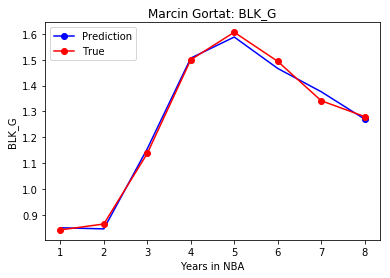 Marcin Gortat: BLK_G
Prediction
True
BLK_G
1.6
1.5
1.4
1.3
1.2
1.1
1.0
0.9
1 2 3 4 5 6 7 8
Years in NBA